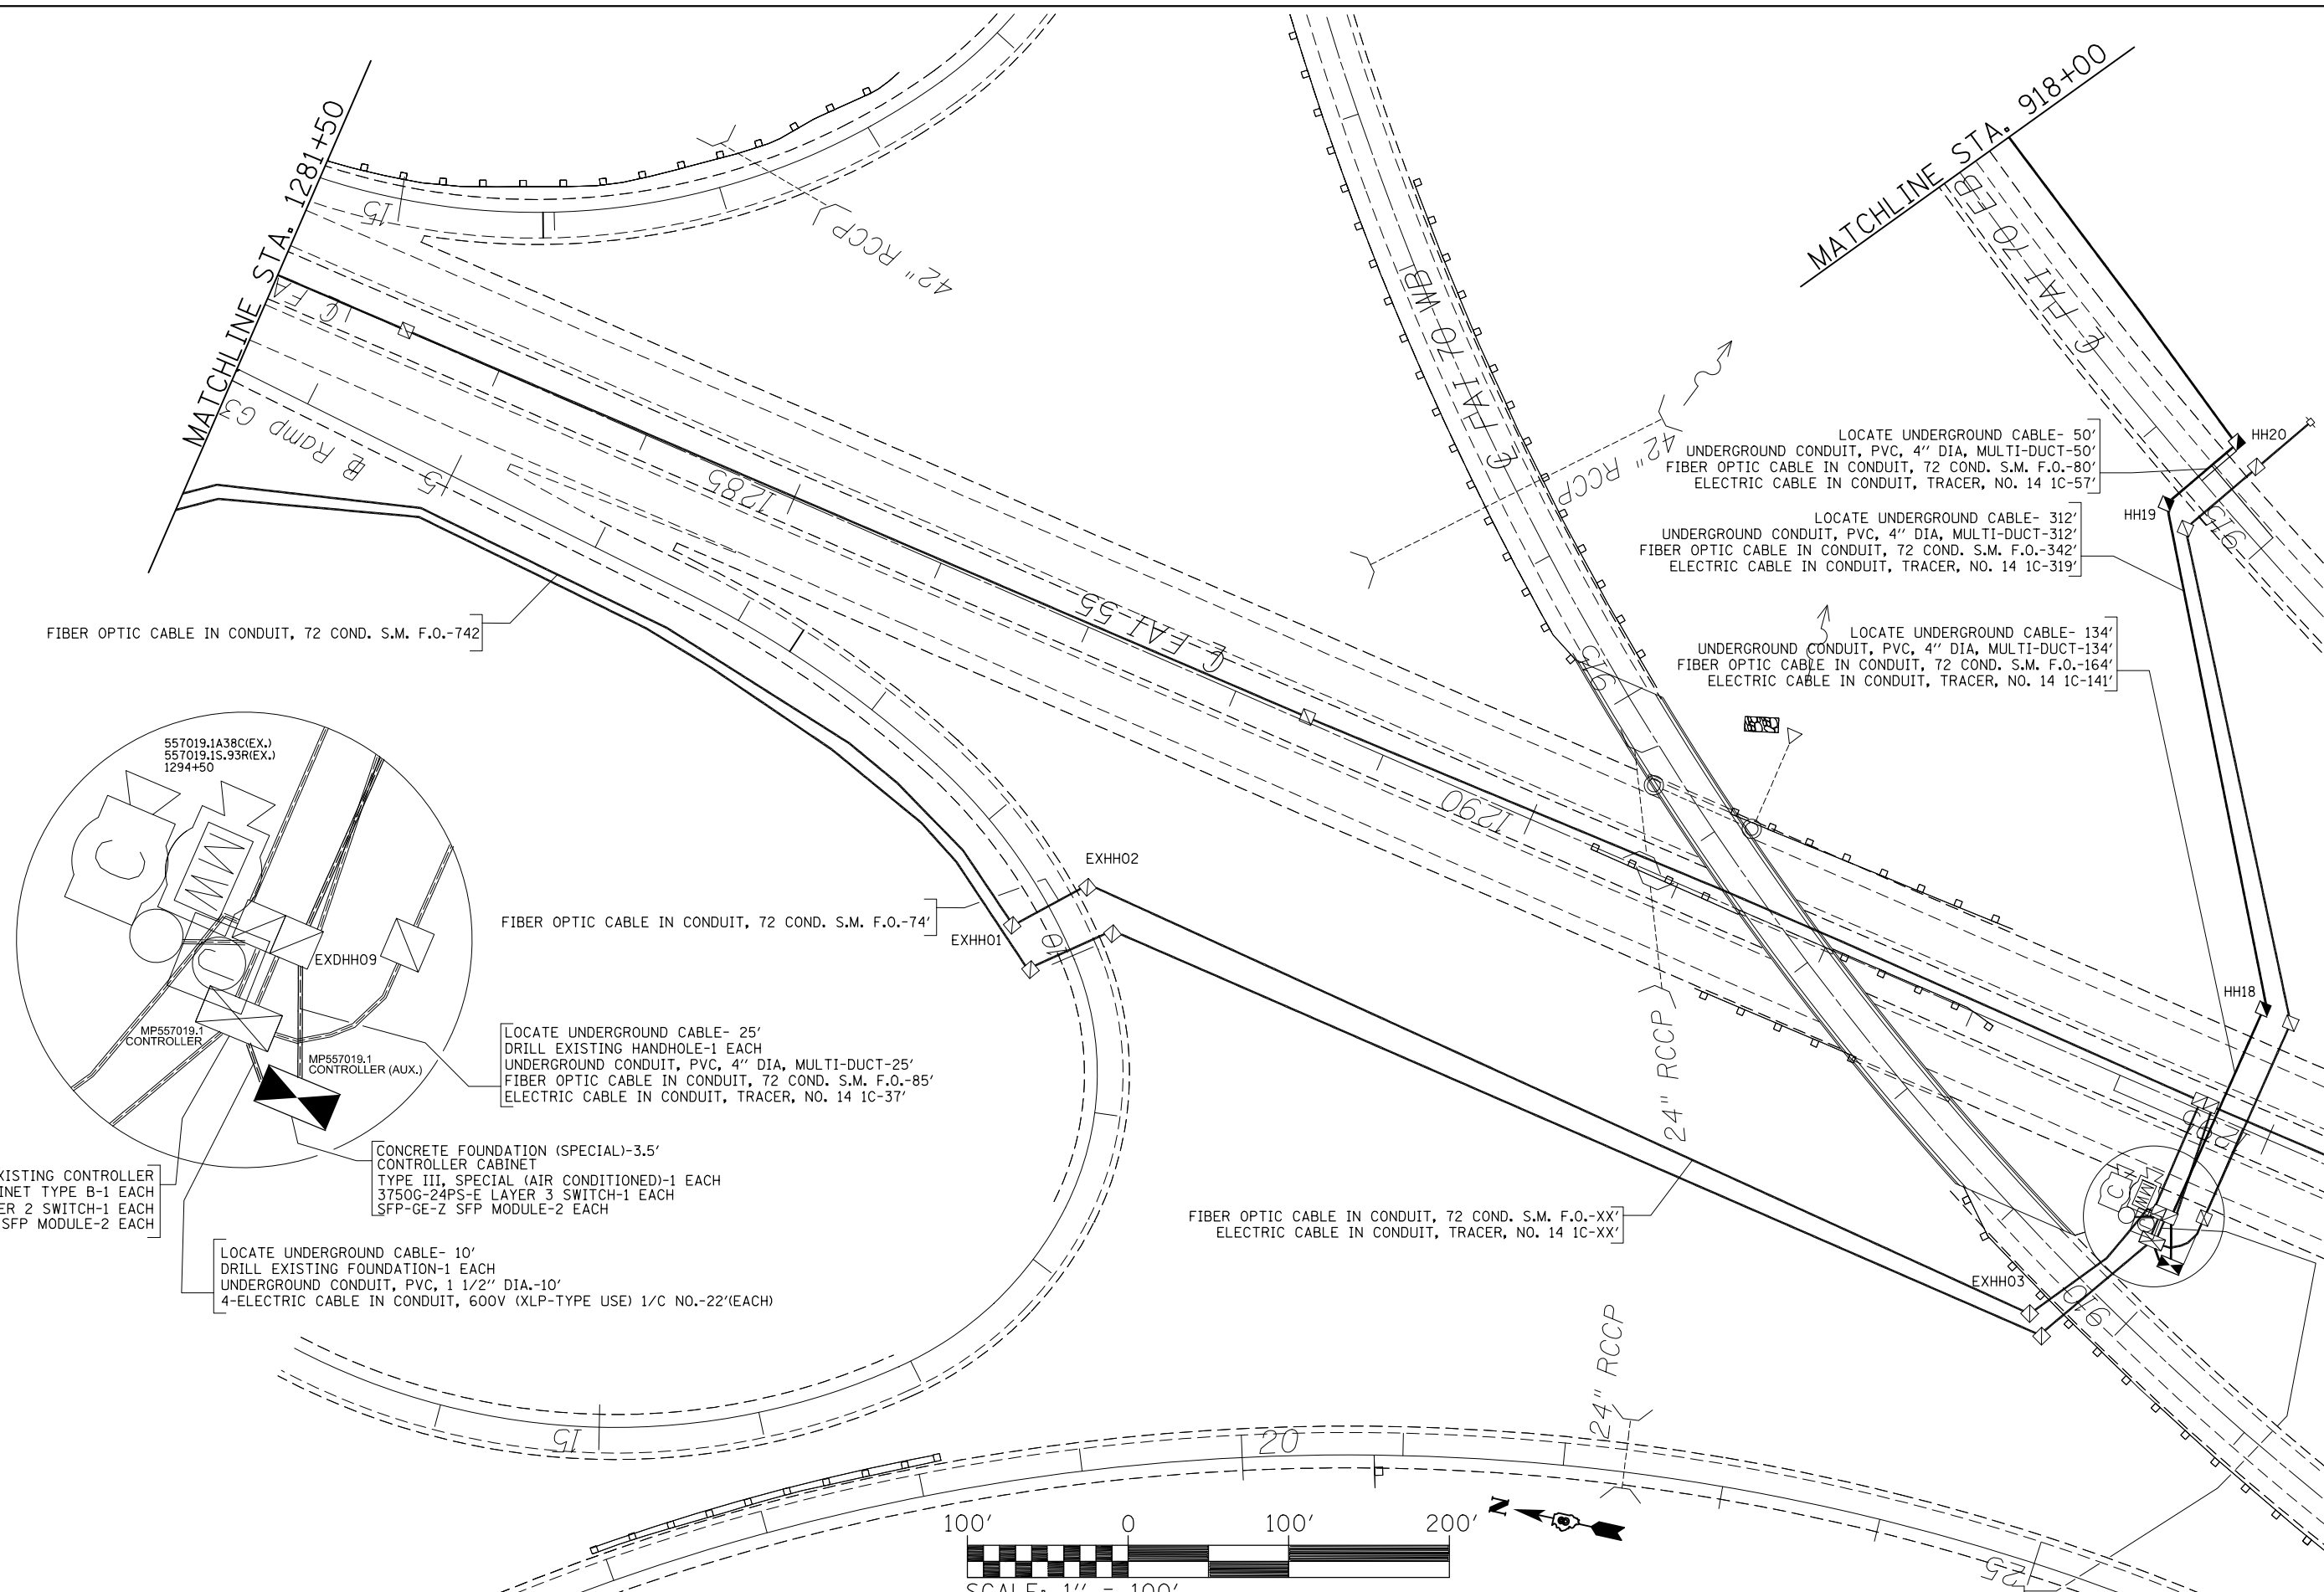 MATCHLINE STA. 1281+50
MATCHLINE STA. 918+00
15
42" RCCP
℄ FA
℄ Ramp G3
5
1285
℄ FAI 55
1290
℄ FAI 70 WB
42" RCCP
℄ FAI 70 EB
915
HH20
HH19
LOCATE UNDERGROUND CABLE- 50'
UNDERGROUND CONDUIT, PVC, 4" DIA, MULTI-DUCT-50'
FIBER OPTIC CABLE IN CONDUIT, 72 COND. S.M. F.O.-80'
ELECTRIC CABLE IN CONDUIT, TRACER, NO. 14 1C-57'
LOCATE UNDERGROUND CABLE- 312'
UNDERGROUND CONDUIT, PVC, 4" DIA, MULTI-DUCT-312'
FIBER OPTIC CABLE IN CONDUIT, 72 COND. S.M. F.O.-342'
ELECTRIC CABLE IN CONDUIT, TRACER, NO. 14 1C-319'
LOCATE UNDERGROUND CABLE- 134'
UNDERGROUND CONDUIT, PVC, 4" DIA, MULTI-DUCT-134'
FIBER OPTIC CABLE IN CONDUIT, 72 COND. S.M. F.O.-164'
ELECTRIC CABLE IN CONDUIT, TRACER, NO. 14 1C-141'
FIBER OPTIC CABLE IN CONDUIT, 72 COND. S.M. F.O.-742
557019.1A38C(EX.)
557019.1S.93R(EX.)
1294+50
C
MVM
EXDHH09
MP557019.1
CONTROLLER
MP557019.1
CONTROLLER (AUX.)
EXHH02
FIBER OPTIC CABLE IN CONDUIT, 72 COND. S.M. F.O.-74'
EXHH01
10
HH18
LOCATE UNDERGROUND CABLE- 25'
DRILL EXISTING HANDHOLE-1 EACH
UNDERGROUND CONDUIT, PVC, 4" DIA, MULTI-DUCT-25'
FIBER OPTIC CABLE IN CONDUIT, 72 COND. S.M. F.O.-85'
ELECTRIC CABLE IN CONDUIT, TRACER, NO. 14 1C-37'
24" RCCP
CONCRETE FOUNDATION (SPECIAL)-3.5'
CONTROLLER CABINET
TYPE III, SPECIAL (AIR CONDITIONED)-1 EACH
3750G-24PS-E LAYER 3 SWITCH-1 EACH
SFP-GE-Z SFP MODULE-2 EACH
XISTING CONTROLLER
INET TYPE B-1 EACH
ER 2 SWITCH-1 EACH
SFP MODULE-2 EACH
C
MVM
FIBER OPTIC CABLE IN CONDUIT, 72 COND. S.M. F.O.-XX'
ELECTRIC CABLE IN CONDUIT, TRACER, NO. 14 1C-XX'
LOCATE UNDERGROUND CABLE- 10'
DRILL EXISTING FOUNDATION-1 EACH
UNDERGROUND CONDUIT, PVC, 1 1/2" DIA.-10'
4-ELECTRIC CABLE IN CONDUIT, 600V (XLP-TYPE USE) 1/C NO.-22'(EACH)
EXHH03
910
24" RCCP
15
20
25
N
100' 0 100' 200'
SCALE: 1" = 100'